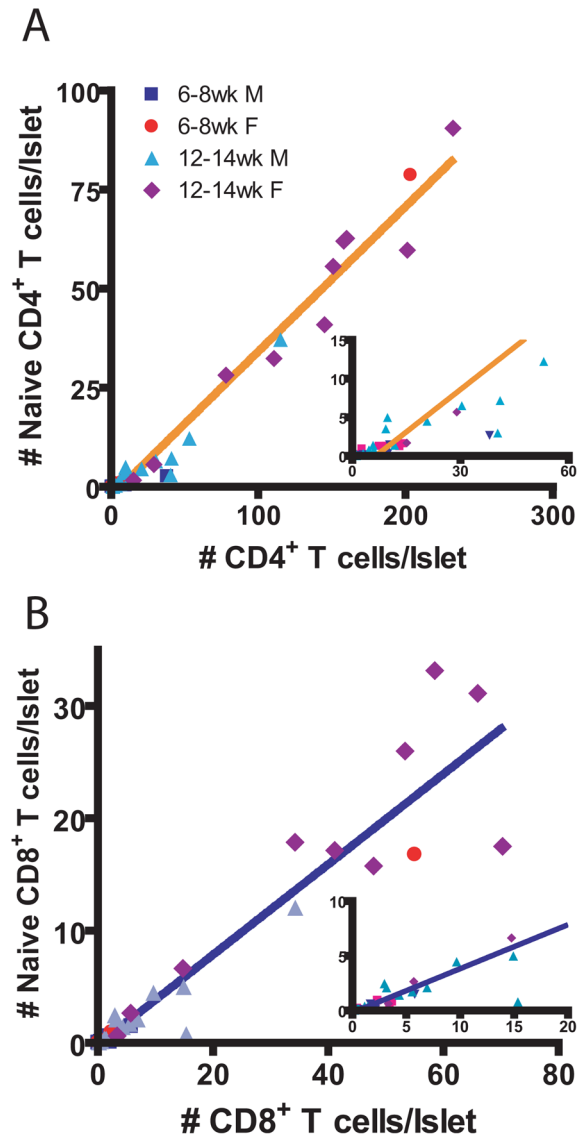 A
100
75
50
25
0
# Naive CD4+ T cells/Islet
6-8wk M
6-8wk F
12-14wk M
12-14wk F
15
10
5
0
0 30 60
0 100 200 300
# CD4+ T cells/Islet
B
30
20
10
0
# Naive CD8+ T cells/Islet
10
5
0
0 5 10 15 20
0 20 40 60 80
# CD8+ T cells/Islet